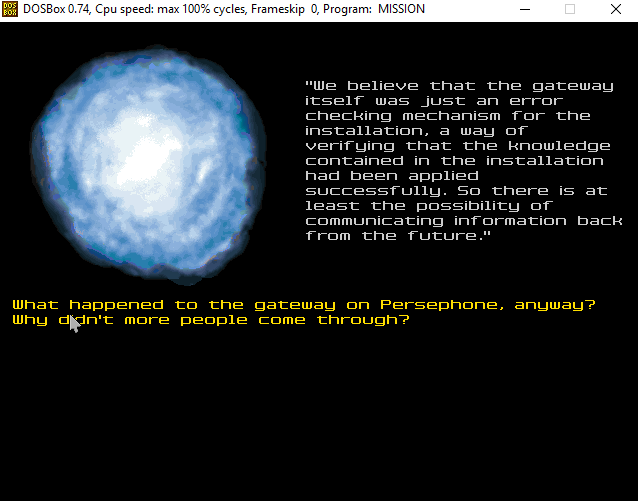 DOS
BOX
DOSBox 0.74, Cpu speed: max 100% cycles, Frameskip 0, Program: MISSION
"We believe that the gateway
itself was just an error
checking mechanism for the
installation, a way of
verifying that the knowledge
contained in the installation
had been applied
successfully. So there is at
least the possibility of
communicating information back
from the future."
What happened to the gateway on Persephone, anyway?
Why didn't more people come through?